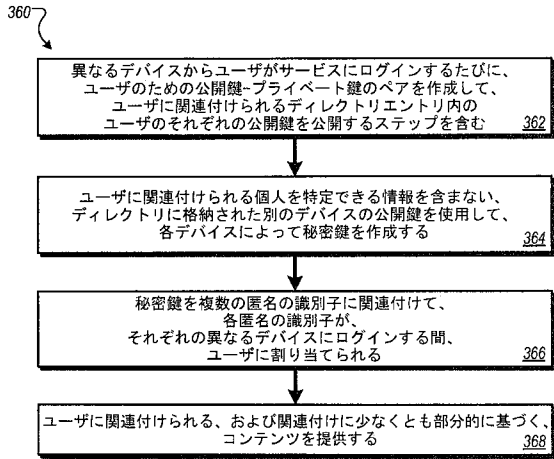 360
異なるデバイスからユーザがサービスにログインするたびに、
ユーザのための公開鍵-プライベート鍵のペアを作成して、
ユーザに関連付けられるディレクトリエントリ内の
ユーザのそれぞれの公開鍵を公開するステップを含む
362
ユーザに関連付けられる個人を特定できる情報を含まない、
ディレクトリに格納された別のデバイスの公開鍵を使用して、
各デバイスによって秘密鍵を作成する
364
秘密鍵を複数の匿名の識別子に関連付けて、
各匿名の識別子が、
それぞれの異なるデバイスにログインする間、
ユーザに割り当てられる
366
ユーザに関連付けられる、および関連付けに少なくとも部分的に基づく、
コンテンツを提供する
368